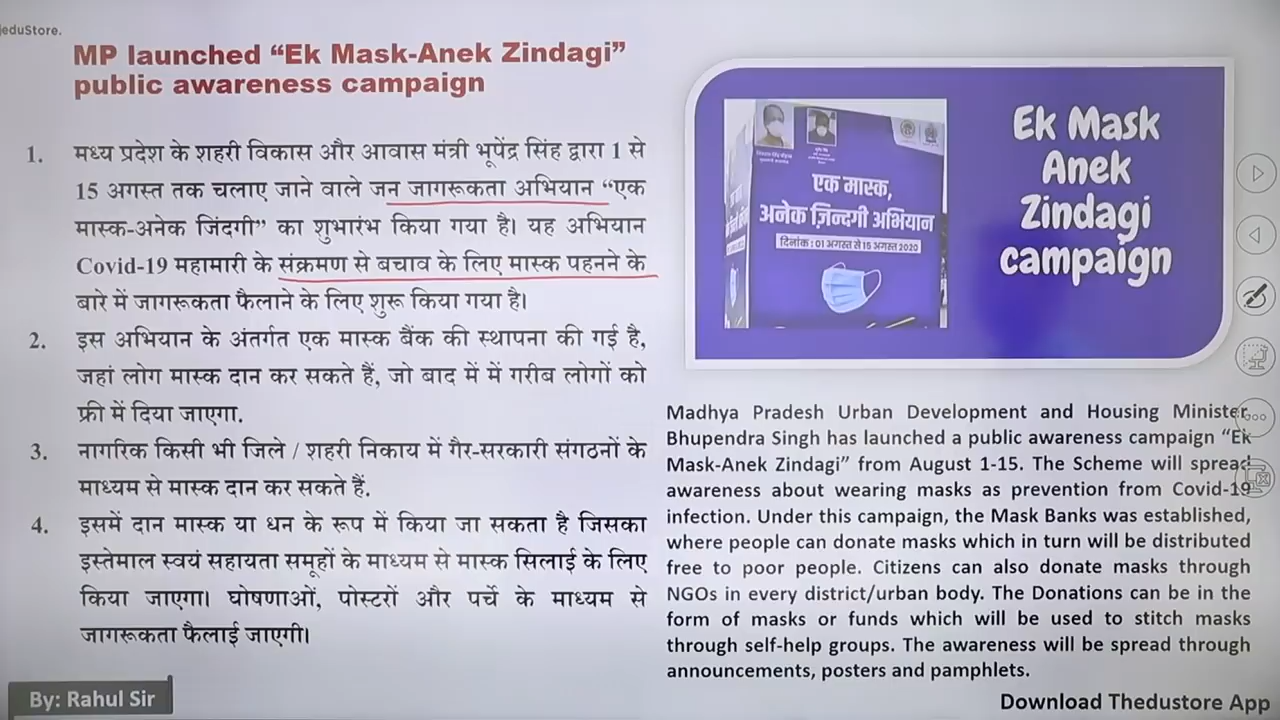 jeduStore.
MP launched “Ek Mask-Anek Zindagi”
public awareness campaign
1. मध्य प्रदेश के शहरी विकास और आवास मंत्री भूपेंद्र सिंह द्वारा 1 से
15 अगस्त तक चलाए जाने वाले जन जागरूकता अभियान “एक
मास्क-अनेक जिंदगी” का शुभारंभ किया गया है। यह अभियान
Covid-19 महामारी के संक्रमण से बचाव के लिए मास्क पहनने के
बारे में जागरूकता फैलाने के लिए शुरू किया गया है।
2. इस अभियान के अंतर्गत एक मास्क बैंक की स्थापना की गई है,
जहां लोग मास्क दान कर सकते हैं, जो बाद में में गरीब लोगों को
फ्री में दिया जाएगा.
3. नागरिक किसी भी जिले / शहरी निकाय में गैर-सरकारी संगठनों के
माध्यम से मास्क दान कर सकते हैं.
4. इसमें दान मास्क या धन के रूप में किया जा सकता है जिसका
इस्तेमाल स्वयं सहायता समूहों के माध्यम से मास्क सिलाई के लिए
किया जाएगा। घोषणाओं, पोस्टरों और पर्चे के माध्यम से
जागरूकता फैलाई जाएगी।
एक मास्क,
अनेक ज़िन्दगी अभियान
दिनांक : 01 अगस्त से 15 अगस्त 2020
Ek Mask
Anek
Zindagi
campaign
Madhya Pradesh Urban Development and Housing Minister
Bhupendra Singh has launched a public awareness campaign “Ek
Mask-Anek Zindagi” from August 1-15. The Scheme will spread
awareness about wearing masks as prevention from Covid-19
infection. Under this campaign, the Mask Banks was established,
where people can donate masks which in turn will be distributed
free to poor people. Citizens can also donate masks through
NGOs in every district/urban body. The Donations can be in the
form of masks or funds which will be used to stitch masks
through self-help groups. The awareness will be spread through
announcements, posters and pamphlets.
By: Rahul Sir
Download Thedustore App